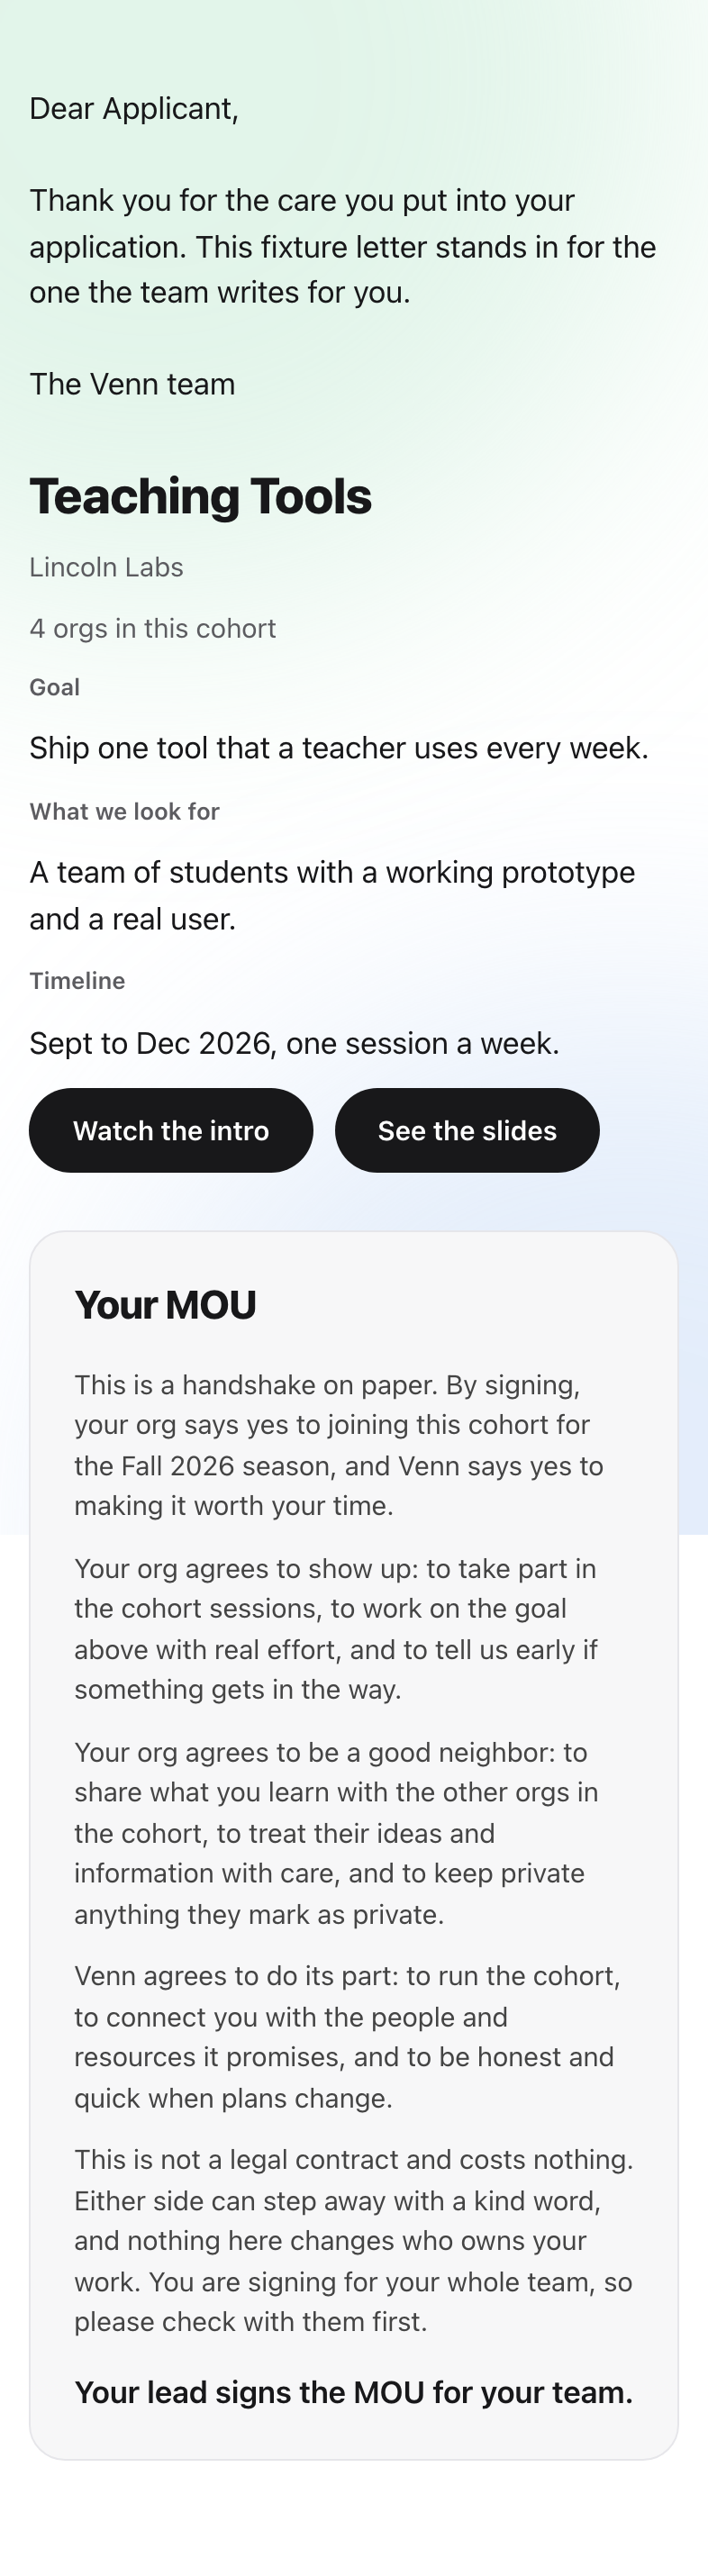 Dear Applicant,
Thank you for the care you put into your
application. This fixture letter stands in for the
one the team writes for you.
The Venn team
Teaching Tools
Lincoln Labs
4 orgs in this cohort
Goal
Ship one tool that a teacher uses every week.
What we look for
A team of students with a working prototype
and a real user.
Timeline
Sept to Dec 2026, one session a week.
Watch the intro
See the slides
Your MOU
This is a handshake on paper. By signing,
your org says yes to joining this cohort for
the Fall 2026 season, and Venn says yes to
making it worth your time.
Your org agrees to show up: to take part in
the cohort sessions, to work on the goal
above with real effort, and to tell us early if
something gets in the way.
Your org agrees to be a good neighbor: to
share what you learn with the other orgs in
the cohort, to treat their ideas and
information with care, and to keep private
anything they mark as private.
Venn agrees to do its part: to run the cohort,
to connect you with the people and
resources it promises, and to be honest and
quick when plans change.
This is not a legal contract and costs nothing.
Either side can step away with a kind word,
and nothing here changes who owns your
work. You are signing for your whole team, so
please check with them first.
Your lead signs the MOU for your team.